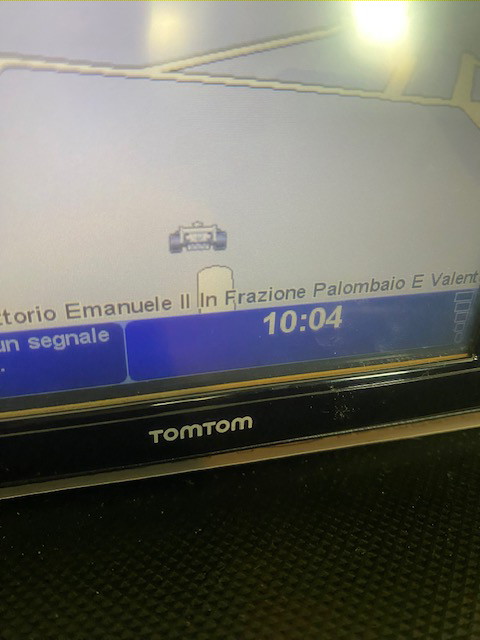 ttorio Emanuele II In Frazione Palombaio E Valent
un segnale
10:04
TOMTOM